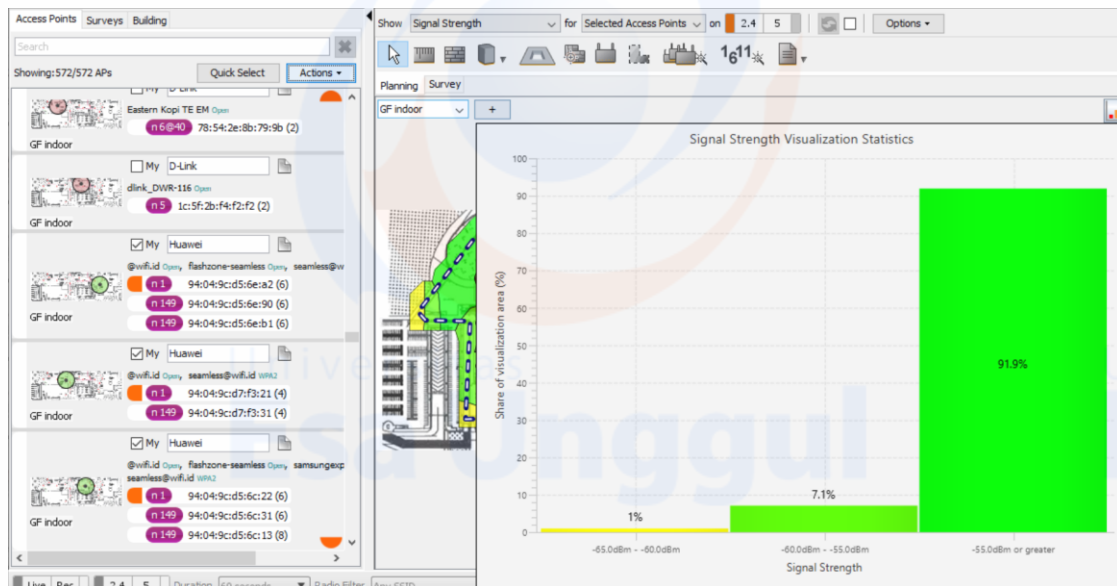 Access Points Surveys Building
Search
Showing:572/572 APs Quick Select Actions
My D-Link
Eastern Kopi TE EM Open
n 6@40 78:54:2e:8b:79:9b (2)
GF indoor
My D-Link
dlink_DWR-116 Open
n 5 1c:5f:2b:f4:f2:f2 (2)
GF indoor
My Huawei
@wifi.id Open, flashzone-seamless Open, seamless@w
n 1 94:04:9c:d5:6e:a2 (6)
n 149 94:04:9c:d5:6e:90 (6)
n 149 94:04:9c:d5:6e:b1 (6)
GF indoor
My Huawei
@wifi.id Open, seamless@wifi.id WPA2
n 1 94:04:9c:d7:f3:21 (4)
n 149 94:04:9c:d7:f3:31 (4)
GF indoor
My Huawei
@wifi.id Open, flashzone-seamless Open, samsungexp
seamless@wifi.id WPA2
n 1 94:04:9c:d5:6c:22 (6)
n 149 94:04:9c:d5:6c:31 (6)
n 149 94:04:9c:d5:6c:13 (8)
GF indoor
Live Rec 2.4 5 Duration 60 seconds Radio Filter Any SSID
Show Signal Strength for Selected Access Points on 2.4 5 Options
1 6 11
Planning Survey
GF indoor +
Signal Strength Visualization Statistics
Share of visualization area (%)
100
90
80
70
60
50
40
30
20
10
0
1%
7.1%
91.9%
-65.0dBm - -60.0dBm
-60.0dBm - -55.0dBm
-55.0dBm or greater
Signal Strength
Universitas
Esa Unggul